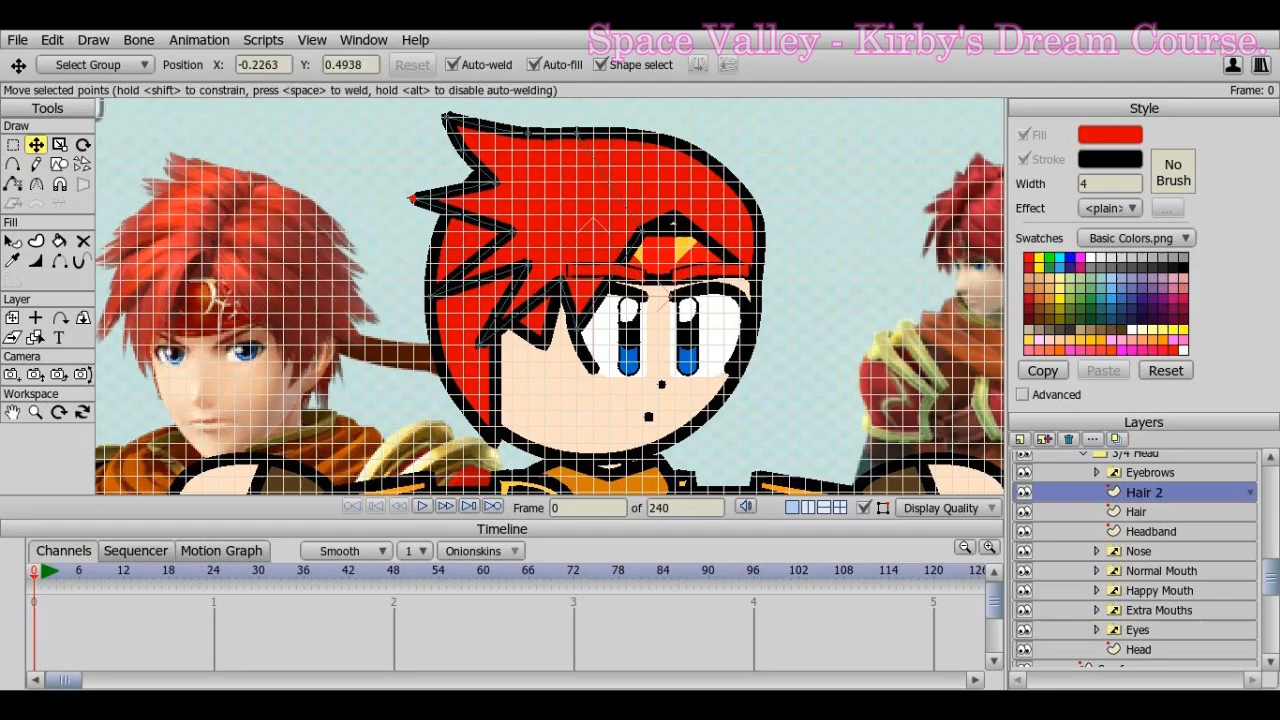 Space Valley - Kirby's Dream Course.
File Edit Draw Bone Animation Scripts View Window Help
Select Group Position X: -0.2263 Y: 0.4938 Reset Auto-weld Auto-fill Shape select
Move selected points (hold <shift> to constrain, press <space> to weld, hold <alt> to disable auto-welding) Frame: 0
Tools
Draw
Fill
Layer
Camera
Workspace
Style
Fill
Stroke
No Brush
Width 4
Effect <plain> ...
Swatches Basic Colors.png
Copy Paste Reset
Advanced
Layers
3/4 Head
Eyebrows
Hair 2
Hair
Headband
Nose
Normal Mouth
Happy Mouth
Extra Mouths
Eyes
Head
Frame 0 of 240 Display Quality
Timeline
Channels Sequencer Motion Graph Smooth 1 Onionskins
0 6 12 18 24 30 36 42 48 54 60 66 72 78 84 90 96 102 108 114 120 126
0 1 2 3 4 5